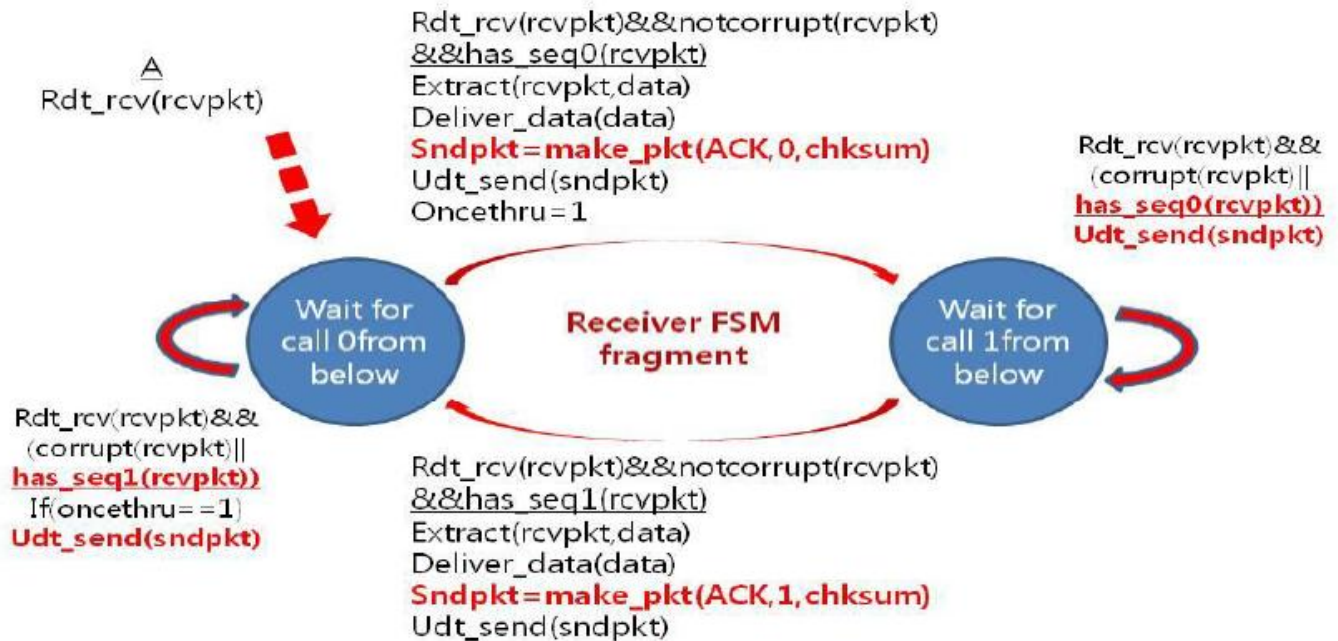 A
Rdt_rcv(rcvpkt)
Rdt_rcv(rcvpkt)&&notcorrupt(rcvpkt)
&&has_seq0(rcvpkt)
Extract(rcvpkt,data)
Deliver_data(data)
Sndpkt=make_pkt(ACK,0,chksum)
Udt_send(sndpkt)
Oncethru=1
Rdt_rcv(rcvpkt)&&
(corrupt(rcvpkt)||
has_seq0(rcvpkt))
Udt_send(sndpkt)
Wait for
call 0from
below
Receiver FSM
fragment
Wait for
call 1from
below
Rdt_rcv(rcvpkt)&&
(corrupt(rcvpkt)||
has_seq1(rcvpkt))
If(oncethru==1)
Udt_send(sndpkt)
Rdt_rcv(rcvpkt)&&notcorrupt(rcvpkt)
&&has_seq1(rcvpkt)
Extract(rcvpkt,data)
Deliver_data(data)
Sndpkt=make_pkt(ACK,1,chksum)
Udt_send(sndpkt)